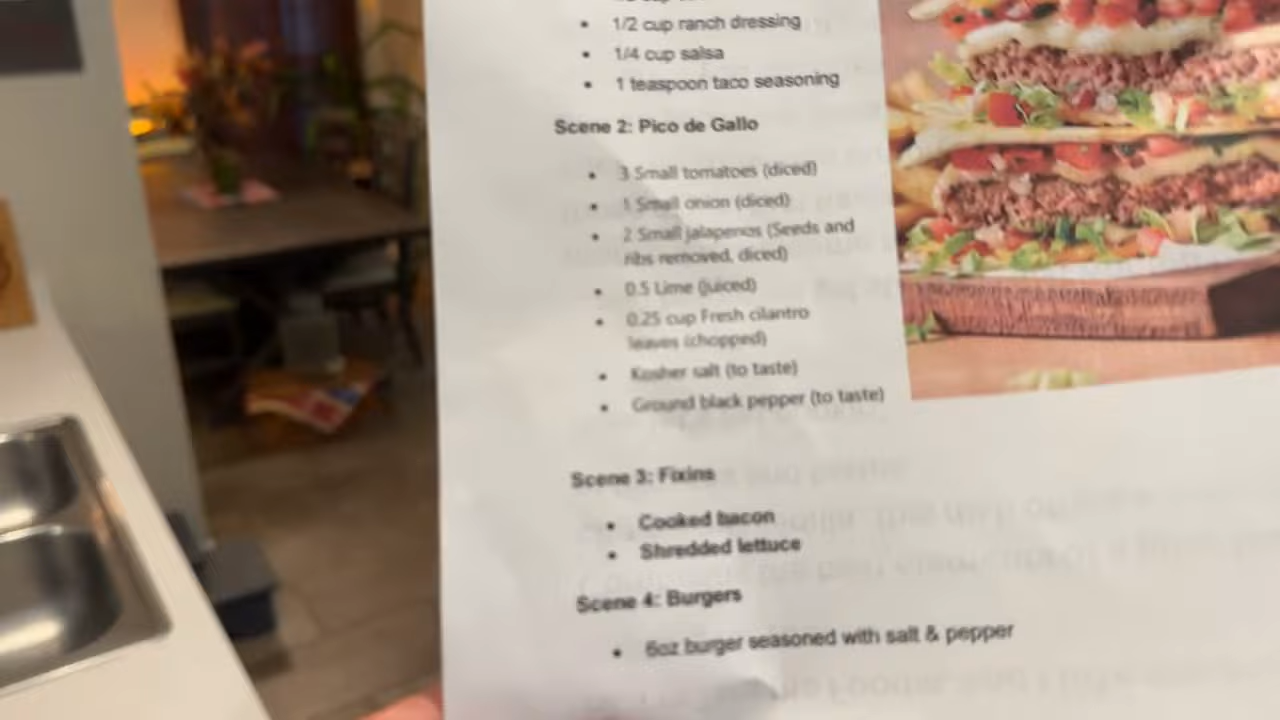 1/2 cup ranch dressing
1/4 cup salsa
1 teaspoon taco seasoning
Scene 2: Pico de Gallo
3 Small tomatoes (diced)
1 Small onion (diced)
2 Small jalapenos (Seeds and
ribs removed, diced)
0.5 Lime (juiced)
0.25 cup Fresh cilantro
leaves (chopped)
Kosher salt (to taste)
Ground black pepper (to taste)
Scene 3: Fixins
Cooked bacon
Shredded lettuce
Scene 4: Burgers
6oz burger seasoned with salt & pepper